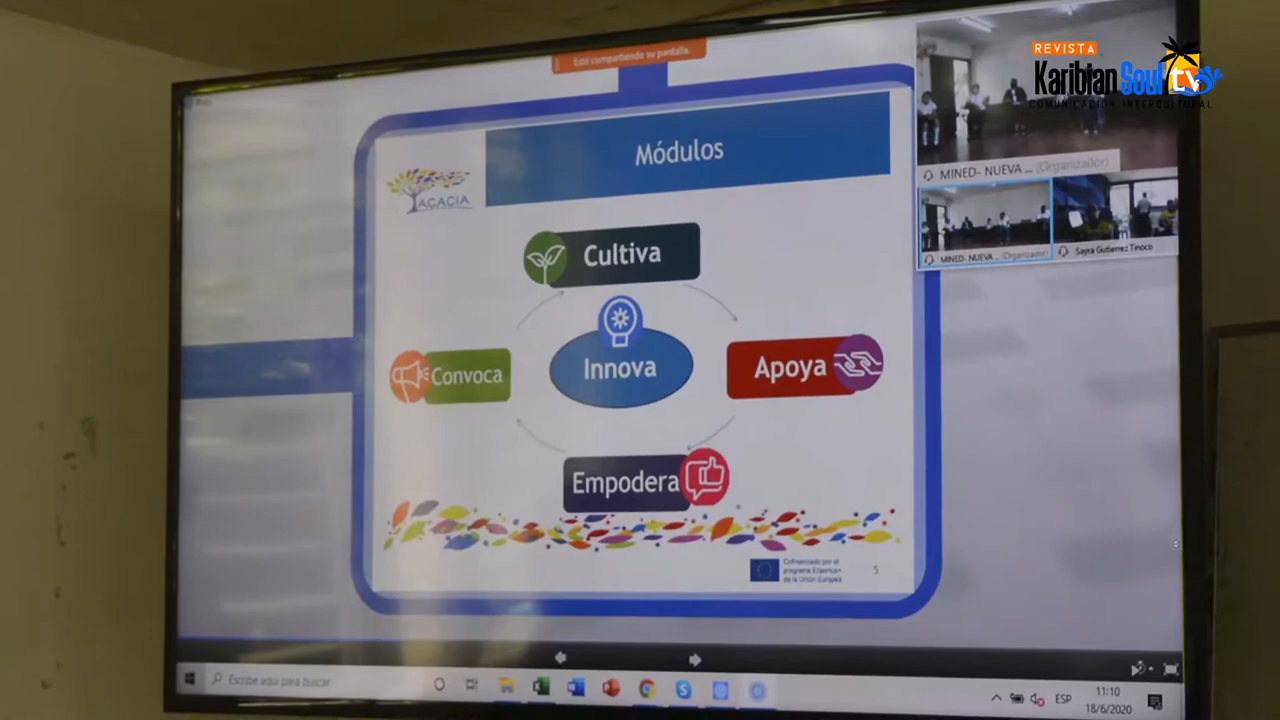 Está compartiendo su pantalla.
REVISTA
Karibian Soul tv
COMUNICACIÓN INTERCULTURAL
MINED- NUEVA ... (Organizador)
MINED- NUEVA ... (Organizador)
Sayra Gutierrez Tinoco
Módulos
ACACIA
Cultiva
Convoca
Innova
Apoya
Empodera
Cofinanciado por el
programa Erasmus+
de la Unión Europea
5
Escribe aquí para buscar
ESP
11:10
18/6/2020